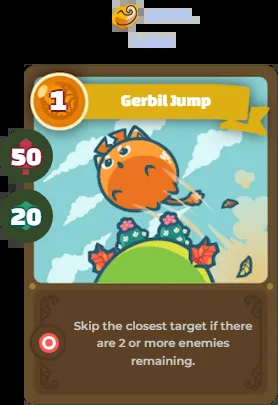 1
Gerbil Jump
50
20
Skip the closest target if there
are 2 or more enemies
remaining.